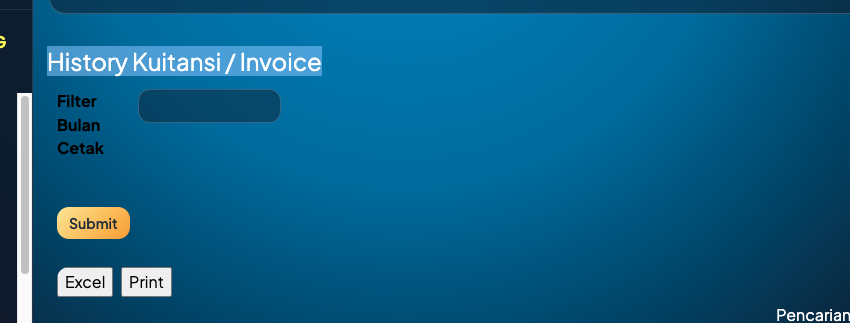 G
History Kuitansi / Invoice
Filter
Bulan
Cetak
Submit
Excel Print
Pencarian